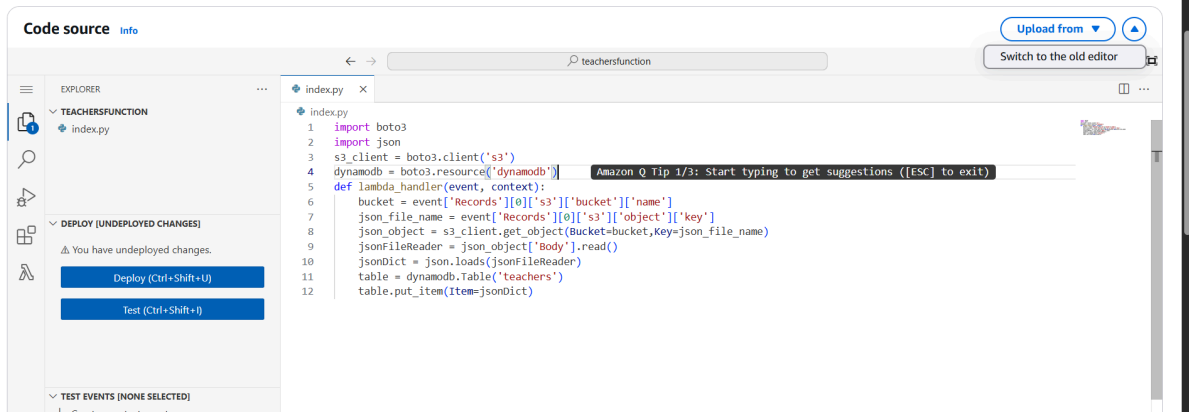 Code source Info
Upload from
Switch to the old editor
teachersfunction
EXPLORER
TEACHERSFUNCTION
index.py
1
DEPLOY [UNDEPLOYED CHANGES]
You have undeployed changes.
Deploy (Ctrl+Shift+U)
Test (Ctrl+Shift+I)
TEST EVENTS [NONE SELECTED]
index.py
index.py
1 import boto3
2 import json
3 s3_client = boto3.client('s3')
4 dynamodb = boto3.resource('dynamodb') Amazon Q Tip 1/3: Start typing to get suggestions ([ESC] to exit)
5 def lambda_handler(event, context):
6     bucket = event['Records'][0]['s3']['bucket']['name']
7     json_file_name = event['Records'][0]['s3']['object']['key']
8     json_object = s3_client.get_object(Bucket=bucket,Key=json_file_name)
9     jsonFileReader = json_object['Body'].read()
10     jsonDict = json.loads(jsonFileReader)
11     table = dynamodb.Table('teachers')
12     table.put_item(Item=jsonDict)